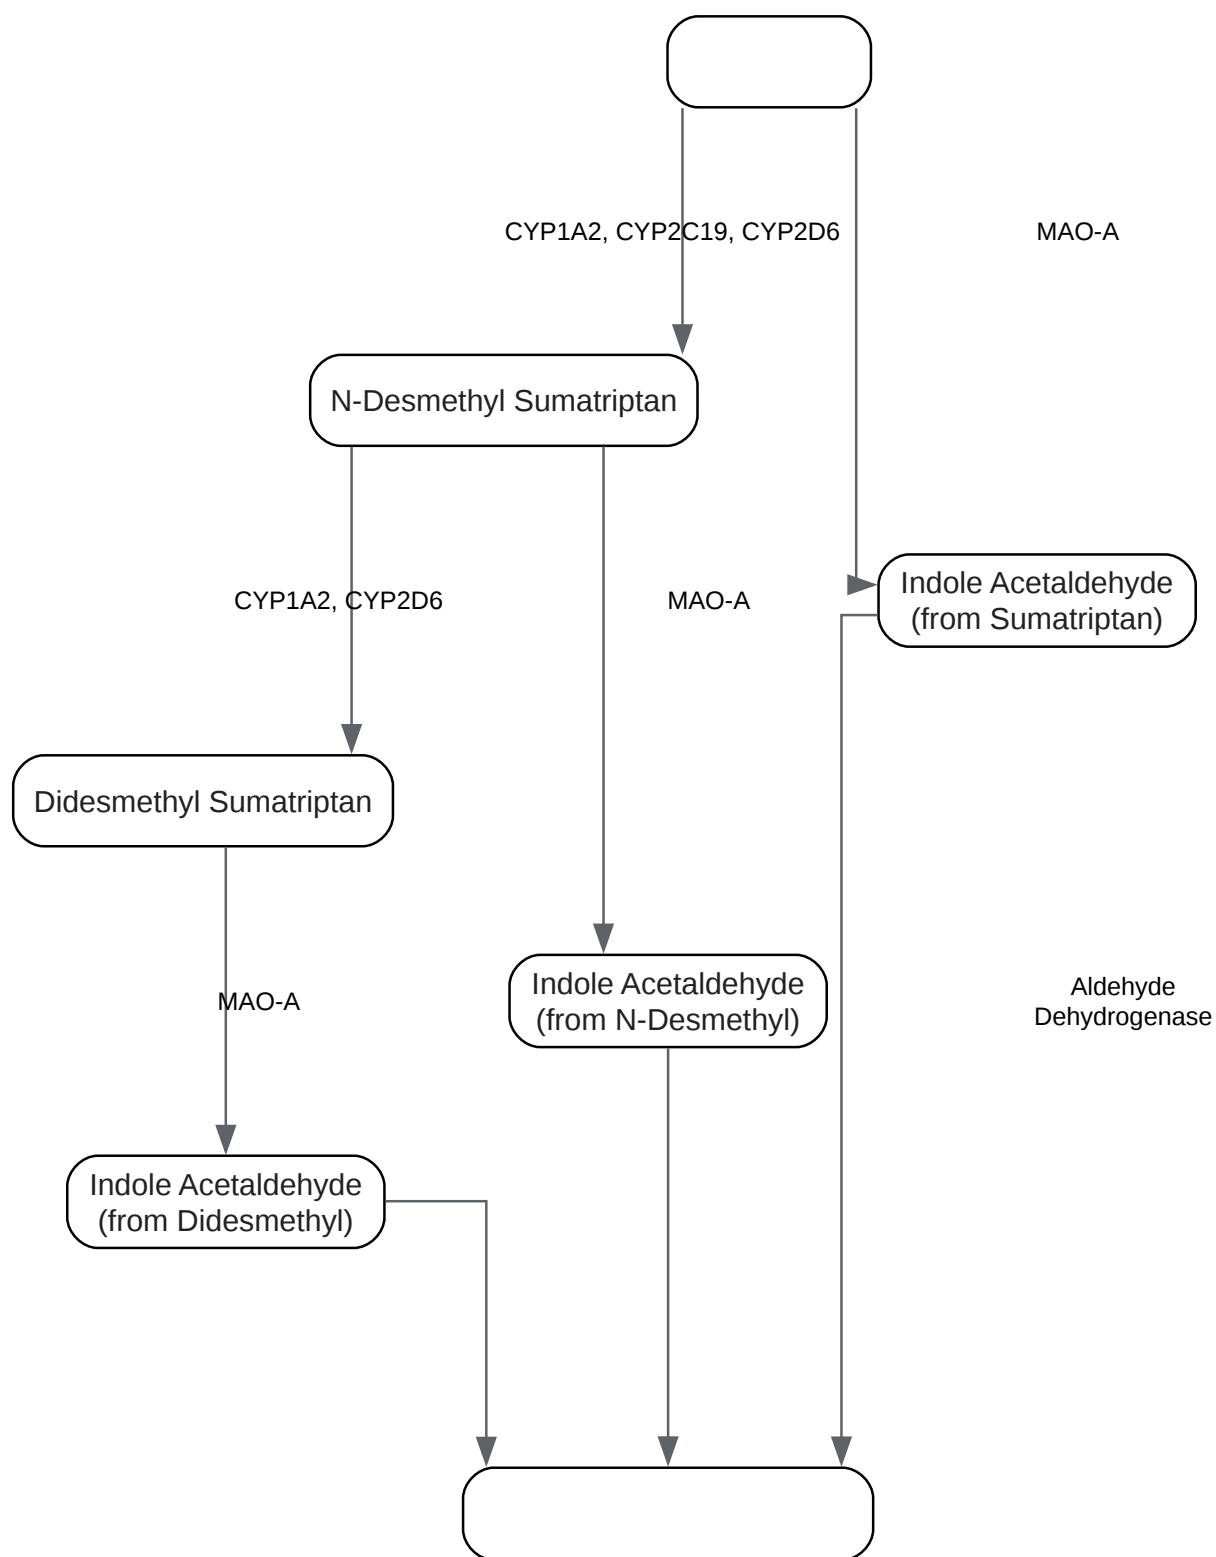 CYP1A2, CYP2C19, CYP2D6
MAO-A
N-Desmethyl Sumatriptan
CYP1A2, CYP2D6
MAO-A
Indole Acetaldehyde
(from Sumatriptan)
Didesmethyl Sumatriptan
MAO-A
Indole Acetaldehyde
(from N-Desmethyl)
Aldehyde
Dehydrogenase
Indole Acetaldehyde
(from Didesmethyl)